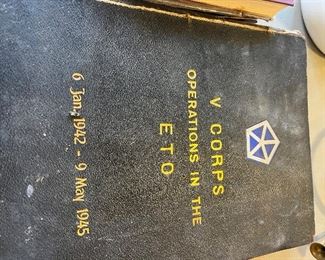 V CORPS
OPERATIONS IN THE
ETO
6 Jan. 1942 - 9 May 1945